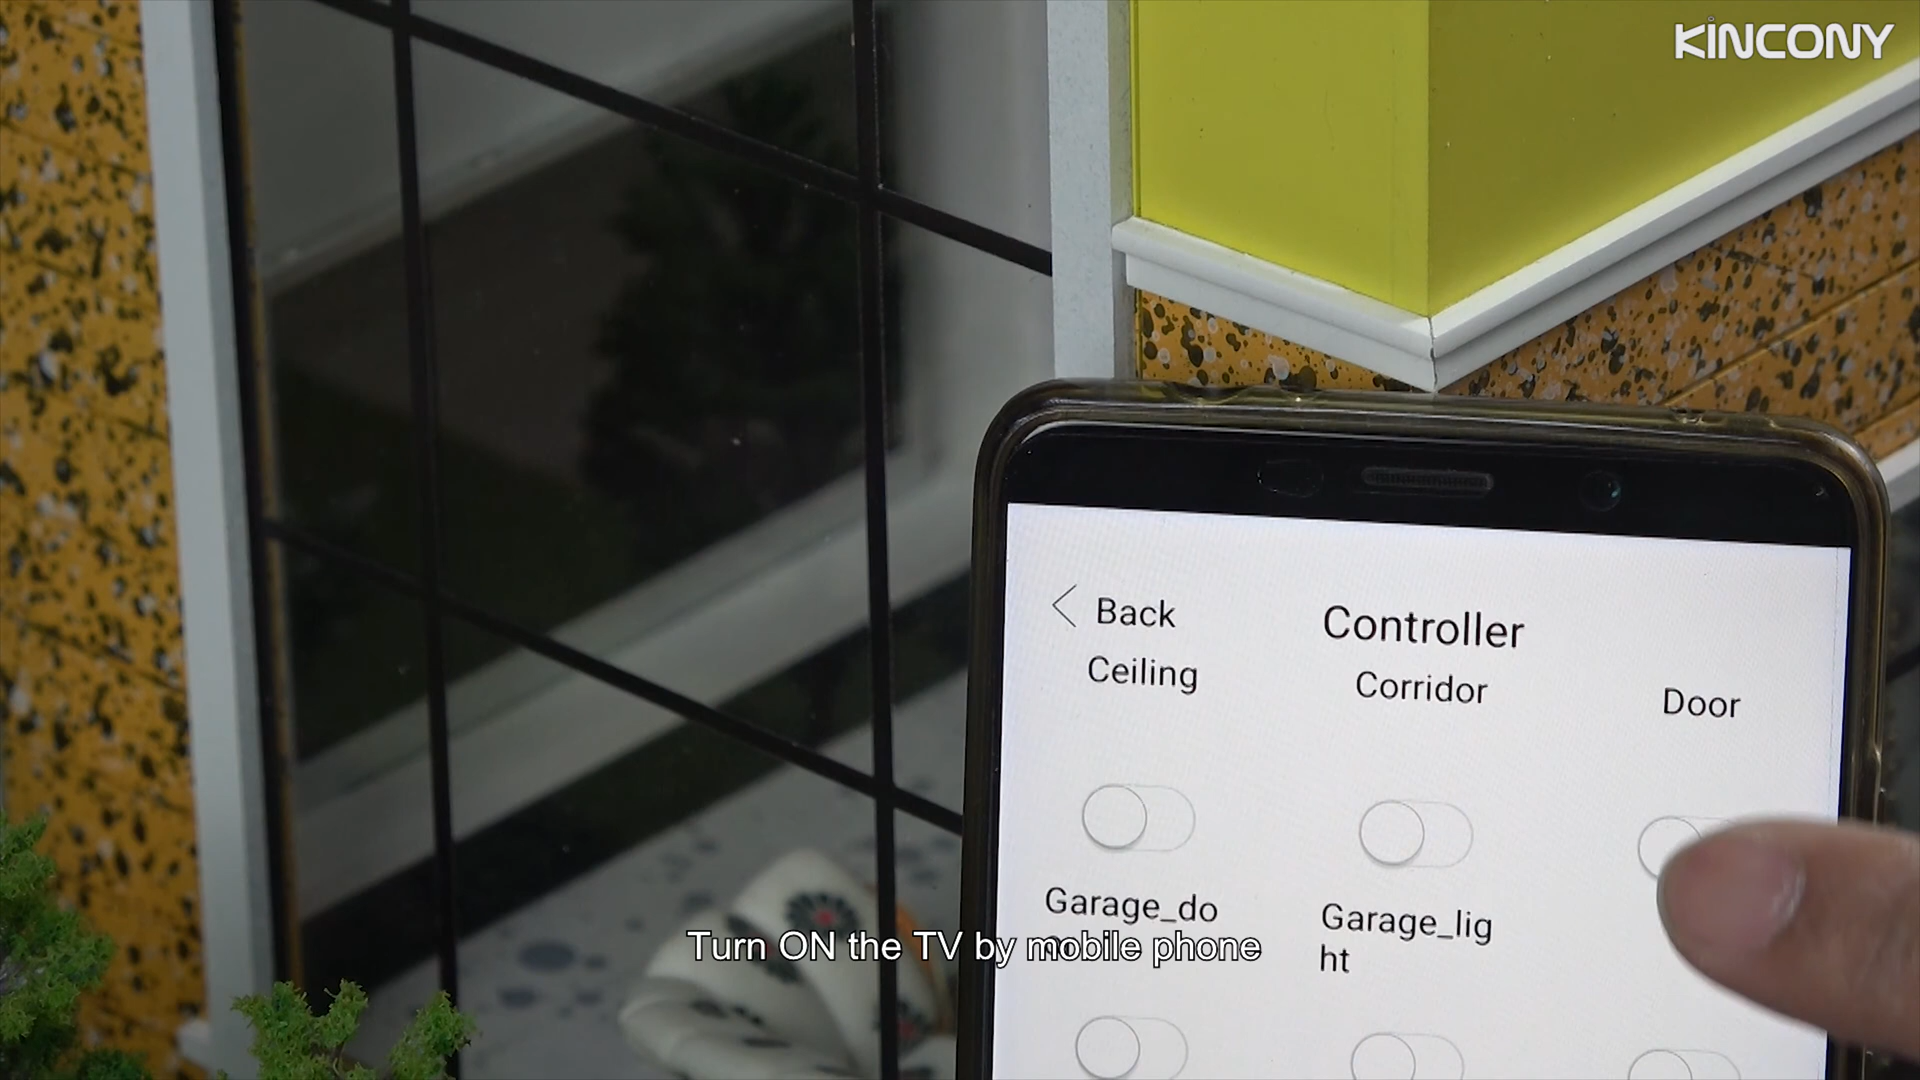 KINCONY
Back
Controller
Ceiling
Corridor
Door
Garage_do
Garage_lig
ht
Turn ON the TV by mobile phone